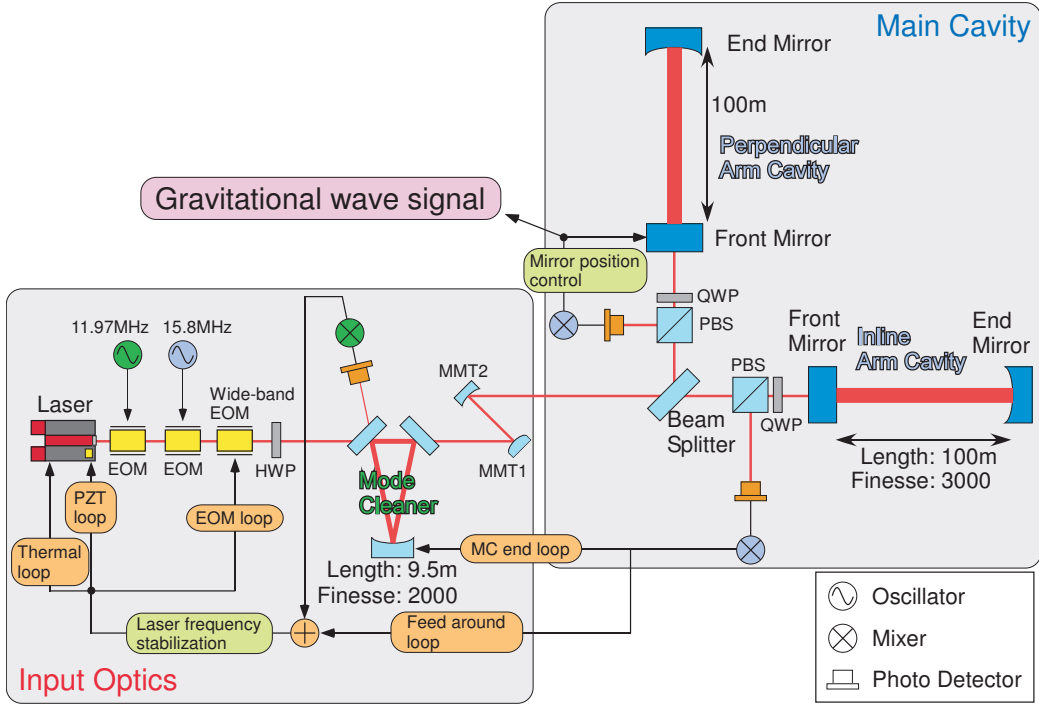 Main Cavity
End Mirror
100m
Perpendicular
Arm Cavity
Gravitational wave signal
Front Mirror
Mirror position
control
QWP
PBS
11.97MHz
15.8MHz
Front
Mirror
Inline
Arm Cavity
End
Mirror
MMT2
PBS
Wide-band
EOM
Laser
Beam
Splitter
QWP
EOM
EOM
HWP
MMT1
Length: 100m
Finesse: 3000
Mode
Cleaner
PZT
loop
EOM loop
Thermal
loop
MC end loop
Length: 9.5m
Finesse: 2000
Laser frequency
stabilization
Feed around
loop
Input Optics
Oscillator
Mixer
Photo Detector